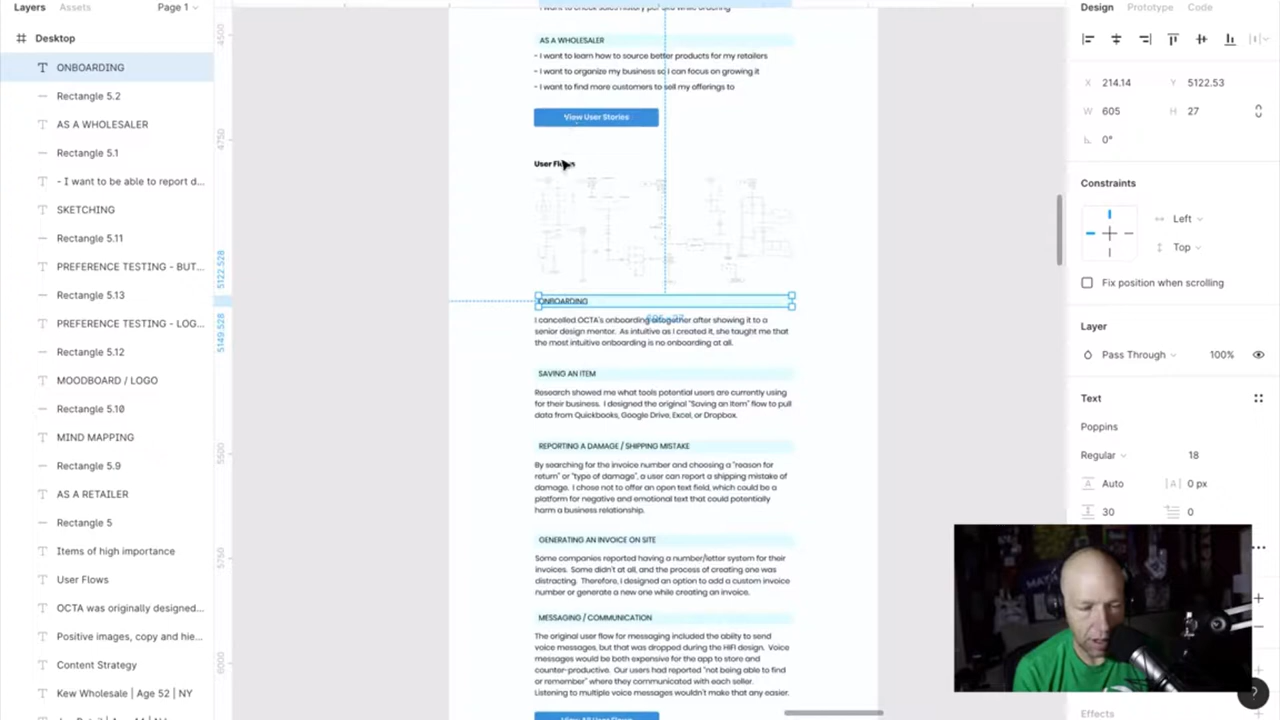 Layers
Assets
Page 1
Desktop
ONBOARDING
Rectangle 5.2
AS A WHOLESALER
Rectangle 5.1
- I want to be able to report d...
SKETCHING
Rectangle 5.11
PREFERENCE TESTING - BUT...
Rectangle 5.13
PREFERENCE TESTING - LOG...
Rectangle 5.12
MOODBOARD / LOGO
Rectangle 5.10
MIND MAPPING
Rectangle 5.9
AS A RETAILER
Rectangle 5
Items of high importance
User Flows
OCTA was originally designed...
Positive images, copy and hie...
Content Strategy
Kew Wholesale | Age 52 | NY
4500
4750
5122.528
5149.528
5500
5750
6000
AS A WHOLESALER
- I want to learn how to source better products for my retailers
- I want to organize my business so I can focus on growing it
- I want to find more customers to sell my offerings to
View User Stories
User Flows
ONBOARDING
I cancelled OCTA's onboarding altogether after showing it to a
senior design mentor. As intuitive as I created it, she taught me that
the most intuitive onboarding is no onboarding at all.
SAVING AN ITEM
Research showed me what tools potential users are currently using
for their business. I designed the original "Saving an Item" flow to pull
data from Quickbooks, Google Drive, Excel, or Dropbox.
REPORTING A DAMAGE / SHIPPING MISTAKE
By searching for the invoice number and choosing a "reason for
return" or "type of damage", a user can report a shipping mistake of
damage. I chose not to offer an open text field, which could be a
platform for negative and emotional text that could potentially
harm a business relationship.
GENERATING AN INVOICE ON SITE
Some companies reported having a number/letter system for their
invoices. Some didn't at all, and the process of creating one was
distracting. Therefore, I designed an option to add a custom invoice
number or generate a new one while creating an invoice.
MESSAGING / COMMUNICATION
The original user flow for messaging included the abilty to send
voice messages, but that was dropped during the HIFI design. Voice
messages would be both expensive for the app to store and
counter-productive. Our users had reported "not being able to find
or remember" where they communicated with each seller.
Listening to multiple voice messages wouldn't make that any easier.
Design
Prototype
Code
X 214.14
Y 5122.53
W 605
H 27
0°
Constraints
Left
Top
Fix position when scrolling
Layer
Pass Through
100%
Text
Poppins
Regular
18
Auto
0 px
30
0
Effects
?